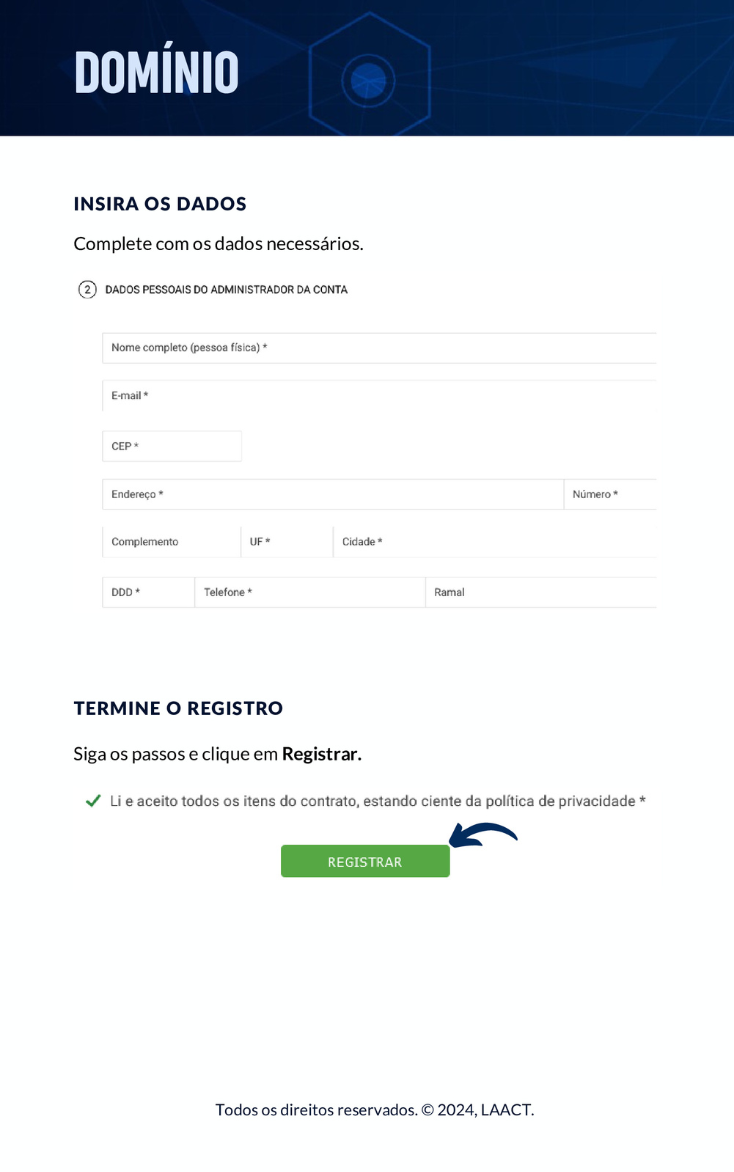 DOMÍNIO
INSIRA OS DADOS
Complete com os dados necessários.
2 DADOS PESSOAIS DO ADMINISTRADOR DA CONTA
Nome completo (pessoa física) *
E-mail *
CEP *
Endereço * Número *
Complemento UF * Cidade *
DDD * Telefone * Ramal
TERMINE O REGISTRO
Siga os passos e clique em Registrar.
Li e aceito todos os itens do contrato, estando ciente da política de privacidade *
REGISTRAR
Todos os direitos reservados. © 2024, LAACT.